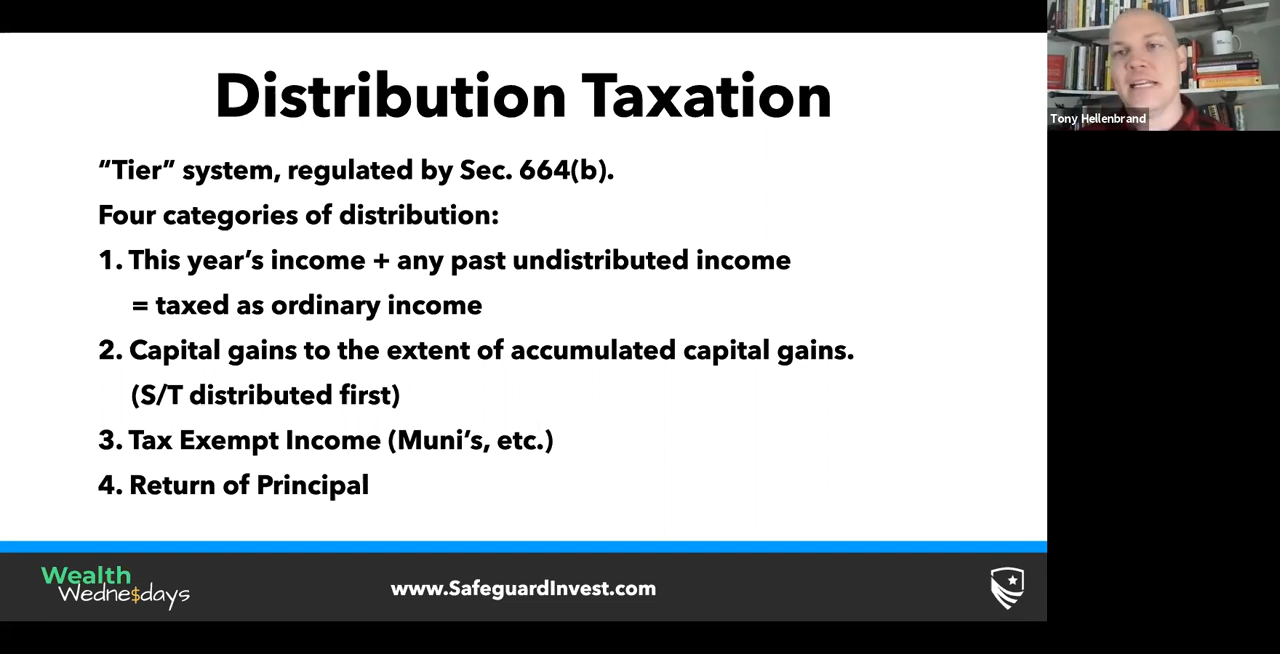 Distribution Taxation
“Tier” system, regulated by Sec. 664(b).
Four categories of distribution:
1. This year’s income + any past undistributed income
= taxed as ordinary income
2. Capital gains to the extent of accumulated capital gains.
(S/T distributed first)
3. Tax Exempt Income (Muni’s, etc.)
4. Return of Principal
Wealth
Wedne$days
www.SafeguardInvest.com
Tony Hellenbrand